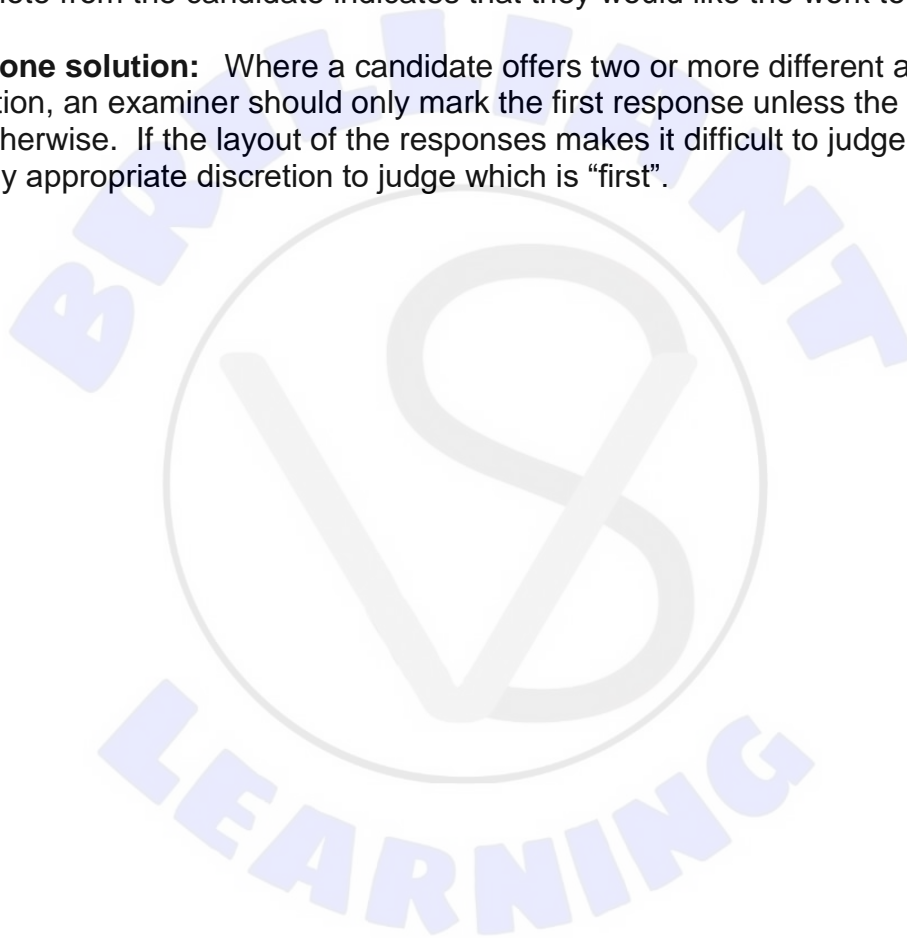 from the candidate indicates that they would like the work to
one solution: Where a candidate offers two or more different
tion, an examiner should only mark the first response unless the
herwise. If the layout of the responses makes it difficult to judge
y appropriate discretion to judge which is “first”.
BRILLIANT
VS
LEARNING